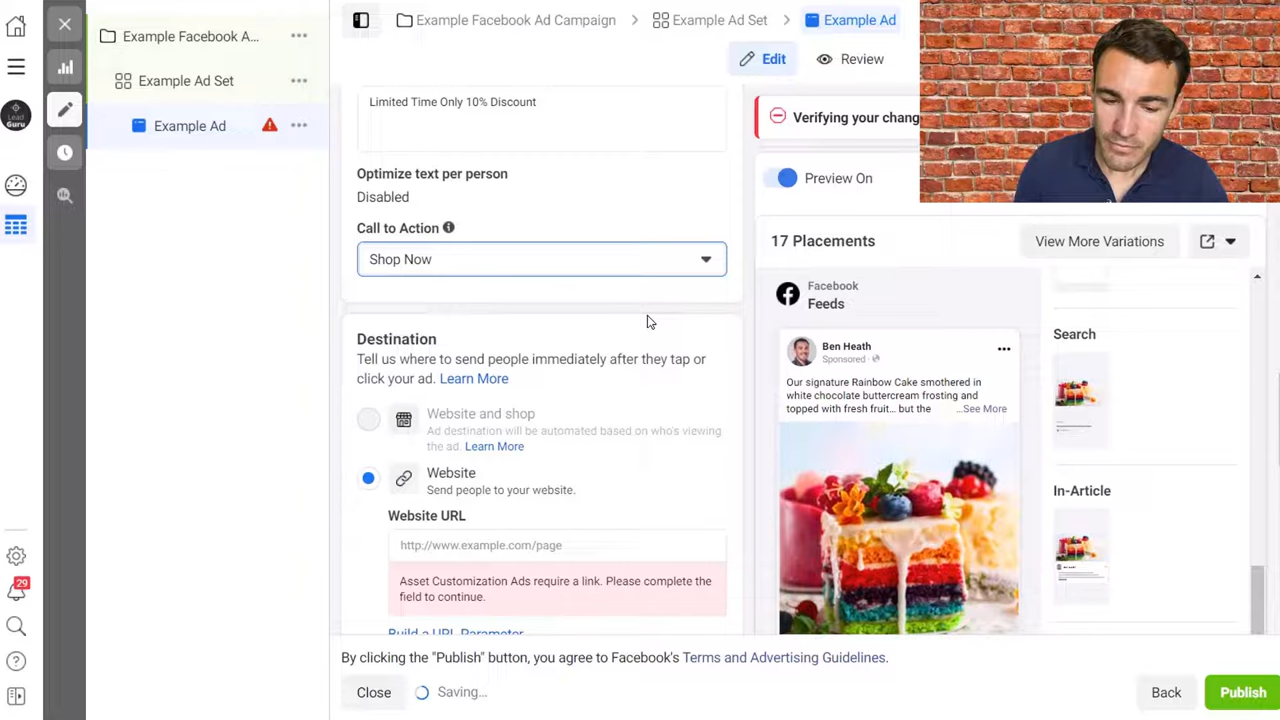 Example Facebook Ad Campaign > Example Ad Set > Example Ad
Example Facebook A...
Example Ad Set
Example Ad
Lead
Guru
29
Edit
Review
Limited Time Only 10% Discount
Optimize text per person
Disabled
Call to Action
Shop Now
Destination
Tell us where to send people immediately after they tap or
click your ad. Learn More
Website and shop
Ad destination will be automated based on who's viewing
the ad. Learn More
Website
Send people to your website.
Website URL
http://www.example.com/page
Asset Customization Ads require a link. Please complete the
field to continue.
Build a URL Parameter
Verifying your chang
Preview On
17 Placements
View More Variations
Facebook
Feeds
Ben Heath
Sponsored ·
Our signature Rainbow Cake smothered in
white chocolate buttercream frosting and
topped with fresh fruit... but the ...See More
Search
In-Article
By clicking the "Publish" button, you agree to Facebook's Terms and Advertising Guidelines.
Close
Saving...
Back
Publish